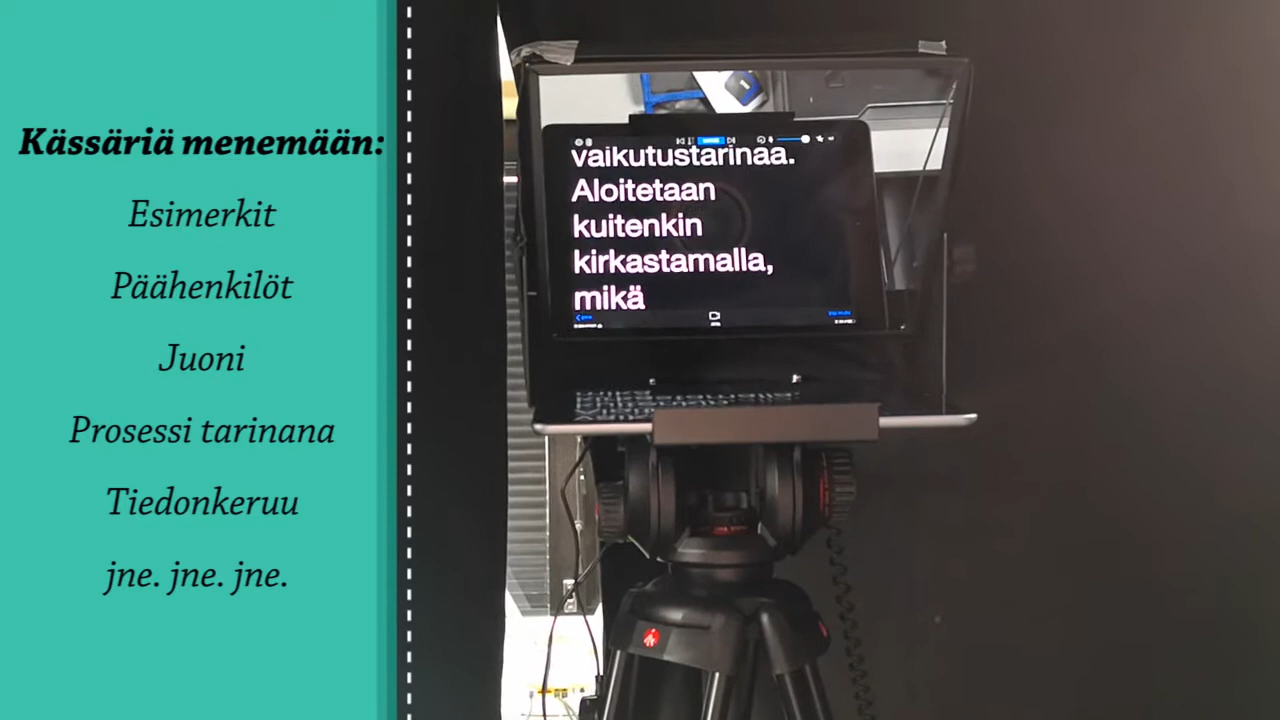 Kässäriä menemään:
Esimerkit
Päähenkilöt
Juoni
Prosessi tarinana
Tiedonkeruu
jne. jne. jne.
vaikutustarinaa.
Aloitetaan
kuitenkin
kirkastamalla,
mikä